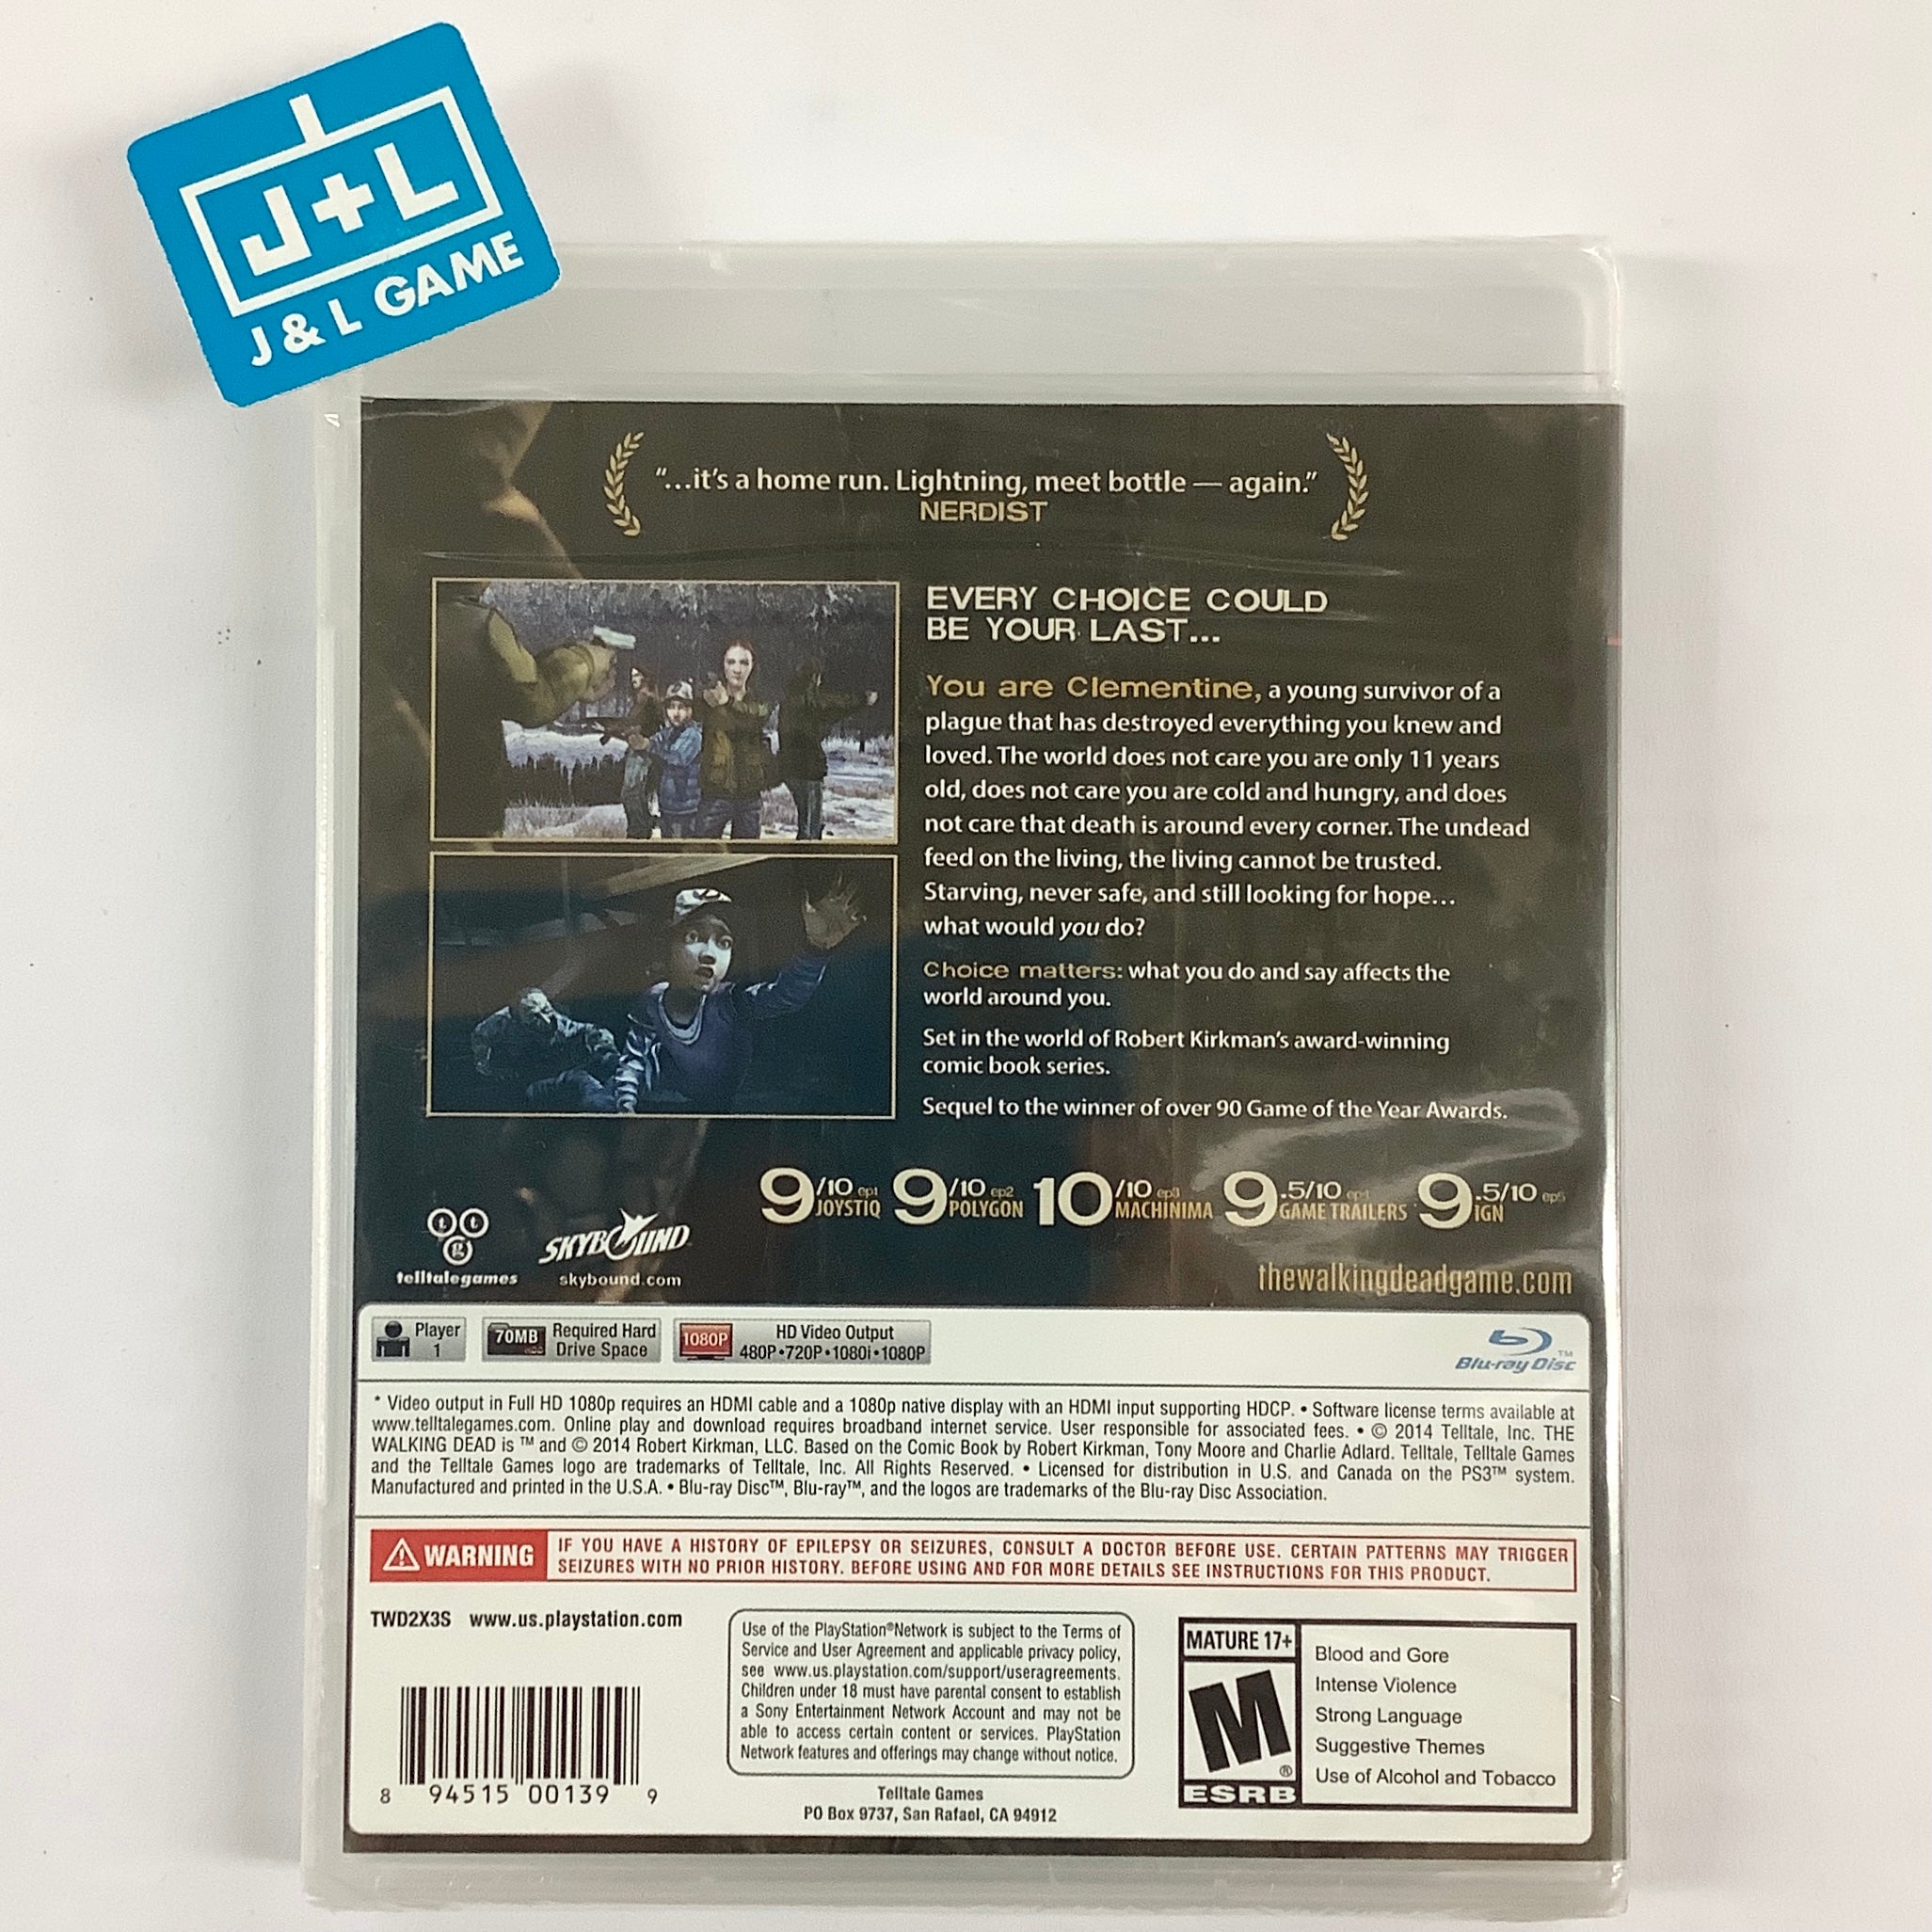 J+L
J & L GAME
“...it’s a home run. Lightning, meet bottle — again.”
NERDIST
EVERY CHOICE COULD
BE YOUR LAST...
You are Clementine, a young survivor of a
plague that has destroyed everything you knew and
loved. The world does not care you are only 11 years
old, does not care you are cold and hungry, and does
not care that death is around every corner. The undead
feed on the living, the living cannot be trusted.
Starving, never safe, and still looking for hope...
what would you do?
Choice matters: what you do and say affects the
world around you.
Set in the world of Robert Kirkman’s award-winning
comic book series.
Sequel to the winner of over 90 Game of the Year Awards.
9/10 ep1 JOYSTIQ
9/10 ep2 POLYGON
10/10 ep3 MACHINIMA
9.5/10 ep4 GAME TRAILERS
9.5/10 ep5 IGN
ttg
telltalegames
SKYBOUND
skybound.com
thewalkingdeadgame.com
Player
1
70MB
Required Hard
Drive Space
1080P
HD Video Output
480P•720P•1080i•1080P
Blu-ray Disc™
* Video output in Full HD 1080p requires an HDMI cable and a 1080p native display with an HDMI input supporting HDCP. • Software license terms available at
www.telltalegames.com. Online play and download requires broadband internet service. User responsible for associated fees. • © 2014 Telltale, Inc. THE
WALKING DEAD is ™ and © 2014 Robert Kirkman, LLC. Based on the Comic Book by Robert Kirkman, Tony Moore and Charlie Adlard. Telltale, Telltale Games
and the Telltale Games logo are trademarks of Telltale, Inc. All Rights Reserved. • Licensed for distribution in U.S. and Canada on the PS3™ system.
Manufactured and printed in the U.S.A. • Blu-ray Disc™, Blu-ray™, and the logos are trademarks of the Blu-ray Disc Association.
WARNING
IF YOU HAVE A HISTORY OF EPILEPSY OR SEIZURES, CONSULT A DOCTOR BEFORE USE. CERTAIN PATTERNS MAY TRIGGER
SEIZURES WITH NO PRIOR HISTORY. BEFORE USING AND FOR MORE DETAILS SEE INSTRUCTIONS FOR THIS PRODUCT.
TWD2X3S www.us.playstation.com
8 94515 00139 9
Use of the PlayStation®Network is subject to the Terms of
Service and User Agreement and applicable privacy policy,
see www.us.playstation.com/support/useragreements.
Children under 18 must have parental consent to establish
a Sony Entertainment Network Account and may not be
able to access certain content or services. PlayStation
Network features and offerings may change without notice.
Telltale Games
PO Box 9737, San Rafael, CA 94912
MATURE 17+
M®
ESRB
Blood and Gore
Intense Violence
Strong Language
Suggestive Themes
Use of Alcohol and Tobacco